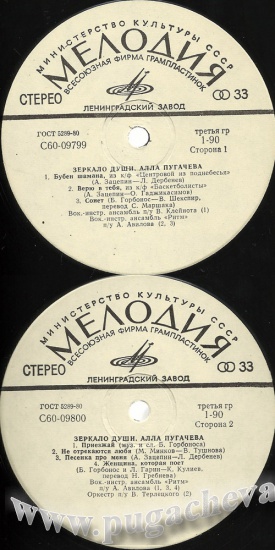 МИНИСТЕРСТВО КУЛЬТУРЫ СССР
МЕЛОДИЯ
ВСЕСОЮЗНАЯ ФИРМА ГРАМПЛАСТИНОК
СТЕРЕО
33
ЛЕНИНГРАДСКИЙ ЗАВОД
ГОСТ 5289-80
С60-09799
третья гр
1-90
Сторона 1
ЗЕРКАЛО ДУШИ. АЛЛА ПУГАЧЕВА
1. Бубен шамана, из к/ф «Центровой из поднебесья»
(А. Зацепин—Л. Дербенев)
2. Верю в тебя, из к/ф «Баскетболисты»
(А. Зацепин—О. Гаджикасимов)
3. Совет (Б. Горбонос—В. Шекспир,
перевод С. Маршака)
Вок.-инстр. ансамбль п/у В. Клейнота (1)
Вок.-инстр. ансамбль «Ритм»
п/у А. Авилова (2, 3)
МИНИСТЕРСТВО КУЛЬТУРЫ СССР
МЕЛОДИЯ
ВСЕСОЮЗНАЯ ФИРМА ГРАМПЛАСТИНОК
СТЕРЕО
33
ЛЕНИНГРАДСКИЙ ЗАВОД
ГОСТ 5289-80
С60-09800
третья гр
1-90
Сторона 2
ЗЕРКАЛО ДУШИ. АЛЛА ПУГАЧЕВА
1. Приезжай (муз. и сл. Б. Горбоноса)
2. Не отрекаются любя (М. Минков—В. Тушнова)
3. Песенка про меня (А. Зацепин—Л. Дербенев)
4. Женщина, которая поет
(Б. Горбонос и Л. Гарин—К. Кулиев,
перевод Н. Гребнева)
Вок.-инстр. ансамбль «Ритм»
п/у А. Авилова (1, 3, 4)
Оркестр п/у В. Терлецкого (2)
www.pugacheva